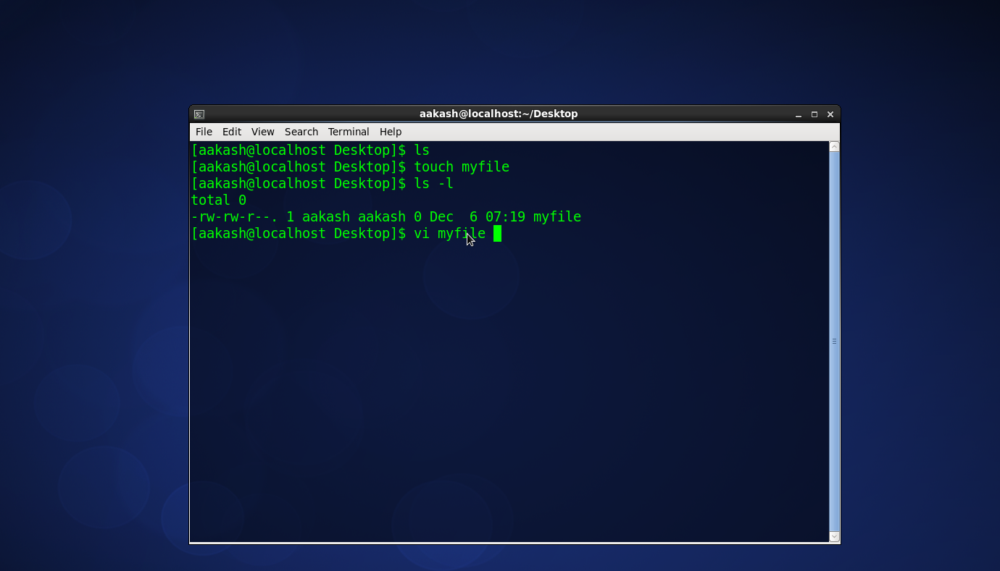 aakash@localhost:~/Desktop
File Edit View Search Terminal Help
[aakash@localhost Desktop]$ ls
[aakash@localhost Desktop]$ touch myfile
[aakash@localhost Desktop]$ ls -l
total 0
-rw-rw-r--. 1 aakash aakash 0 Dec  6 07:19 myfile
[aakash@localhost Desktop]$ vi myfile